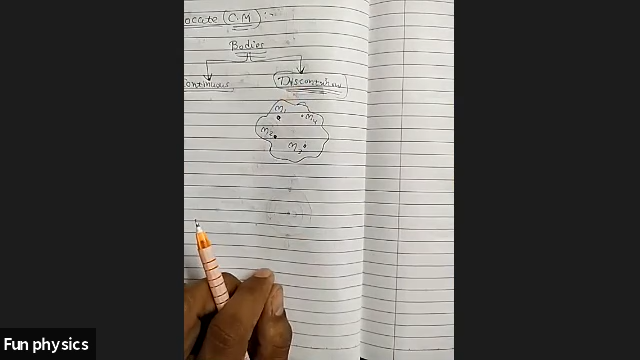 ocate (C.M) :-
Bodies
ontinuous Discontinuous
m₁
m₄
m₂
m₃
Fun physics